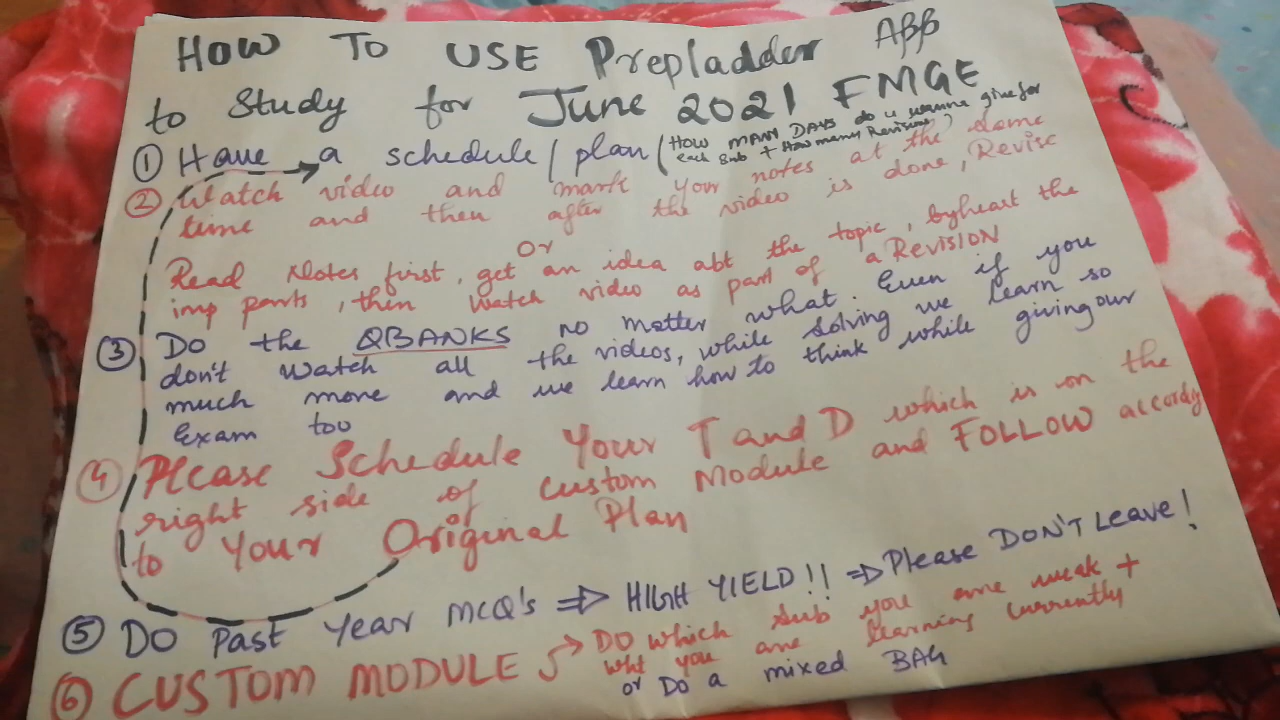 HOW TO USE Prepladder APP
to Study for June 2021 FMGE
① Have a schedule / plan (HOW MANY DAYS do u wanna give for
each sub + How many Revisions)
② Watch video and mark your notes at the same
time and then after the video is done, Revise
Or
Read Notes first, get an idea abt the topic, byheart the
imp parts, then watch video as part of a REVISION
③ Do the QBANKS no matter what. Even if you
don't watch all the videos, while solving we learn so
much more and we learn how to think while giving our
Exam too
④ Please Schedule Your T and D which is on the
right side of custom Module and FOLLOW accordg
to Your Original Plan
⑤ DO Past Year MCQ's ⇒ HIGH YIELD!! ⇒ Please DON'T Leave!
⑥ CUSTOM MODULE → DO which sub you are weak +
wht you are learning currently
or Do a mixed BAG